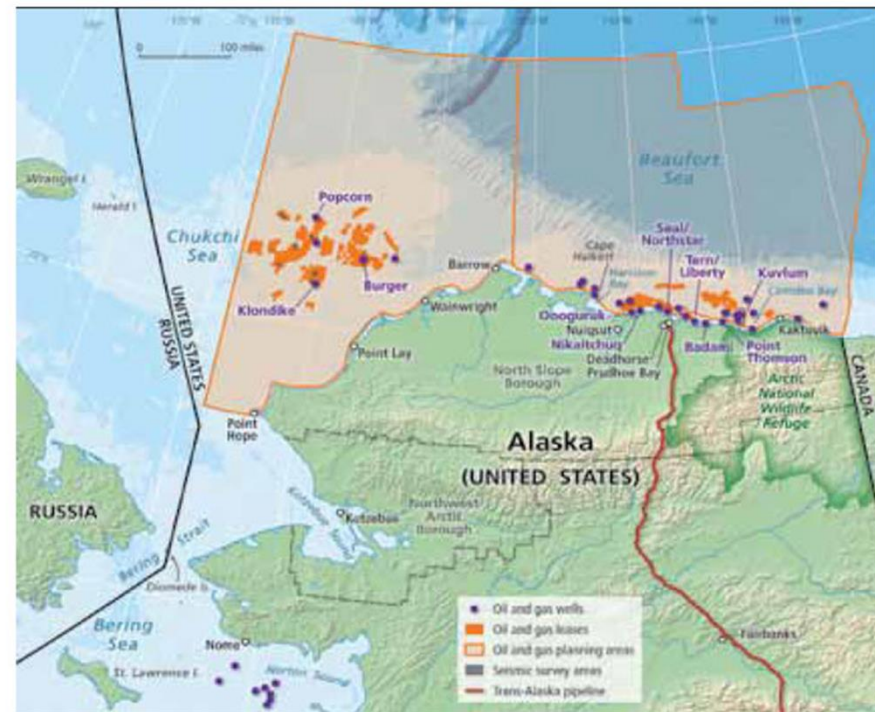 0 100 miles
Beaufort
Sea
Wrangel I.
Herald I.
Popcorn
Chukchi
Sea
Seal/
Northstar
Cape
Halkett
Harrison
Bay
Tern/
Liberty
Kuvlum
Camden Bay
Barrow
Burger
Klondike
Wainwright
Oooguruk
Nuiqsut
Nikaitchuq
Kaktovik
UNITED STATES
RUSSIA
Point Lay
Deadhorse
Prudhoe Bay
Badami
Point
Thomson
North Slope
Borough
Arctic
National
Wildlife
Refuge
CANADA
Point
Hope
Alaska
(UNITED STATES)
RUSSIA
Kotzebue Sound
Kotzebue
Northwest
Arctic
Borough
Bering Strait
Diomede Is.
Bering
Sea
Nome
St. Lawrence I.
Norton Sound
Fairbanks
Oil and gas wells
Oil and gas leases
Oil and gas planning areas
Seismic survey areas
Trans-Alaska pipeline